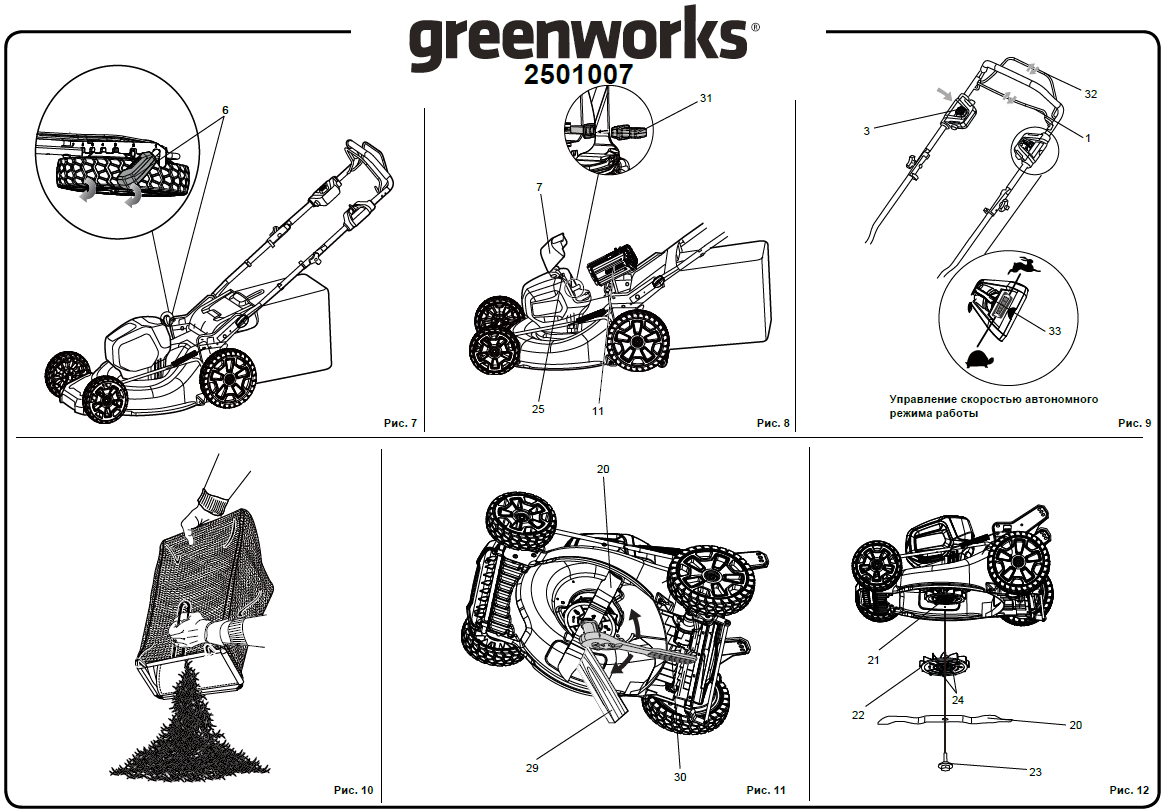 greenworks®
2501007
6
Рис. 7
31
7
25
11
Рис. 8
32
3
1
33
Управление скоростью автономного
режима работы
Рис. 9
Рис. 10
20
29
30
Рис. 11
21
22
24
20
23
Рис. 12